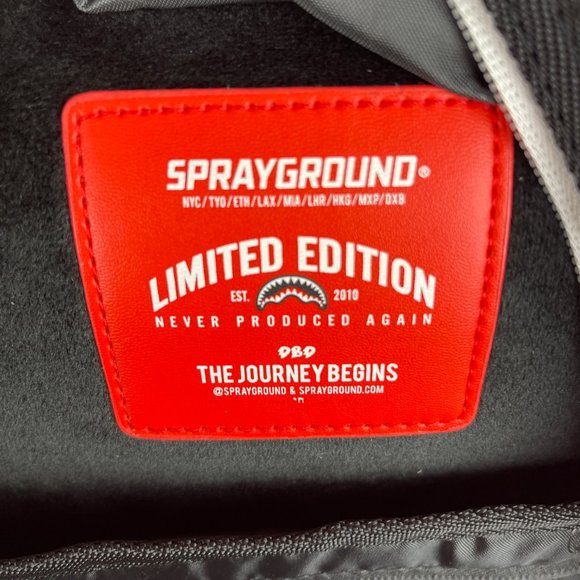 SPRAYGROUND®
NYC/TYO/ETH/LAX/MIA/LHR/HKG/MXP/DXB
LIMITED EDITION
EST. 2010
NEVER PRODUCED AGAIN
DBD
THE JOURNEY BEGINS
@SPRAYGROUND & SPRAYGROUND.COM